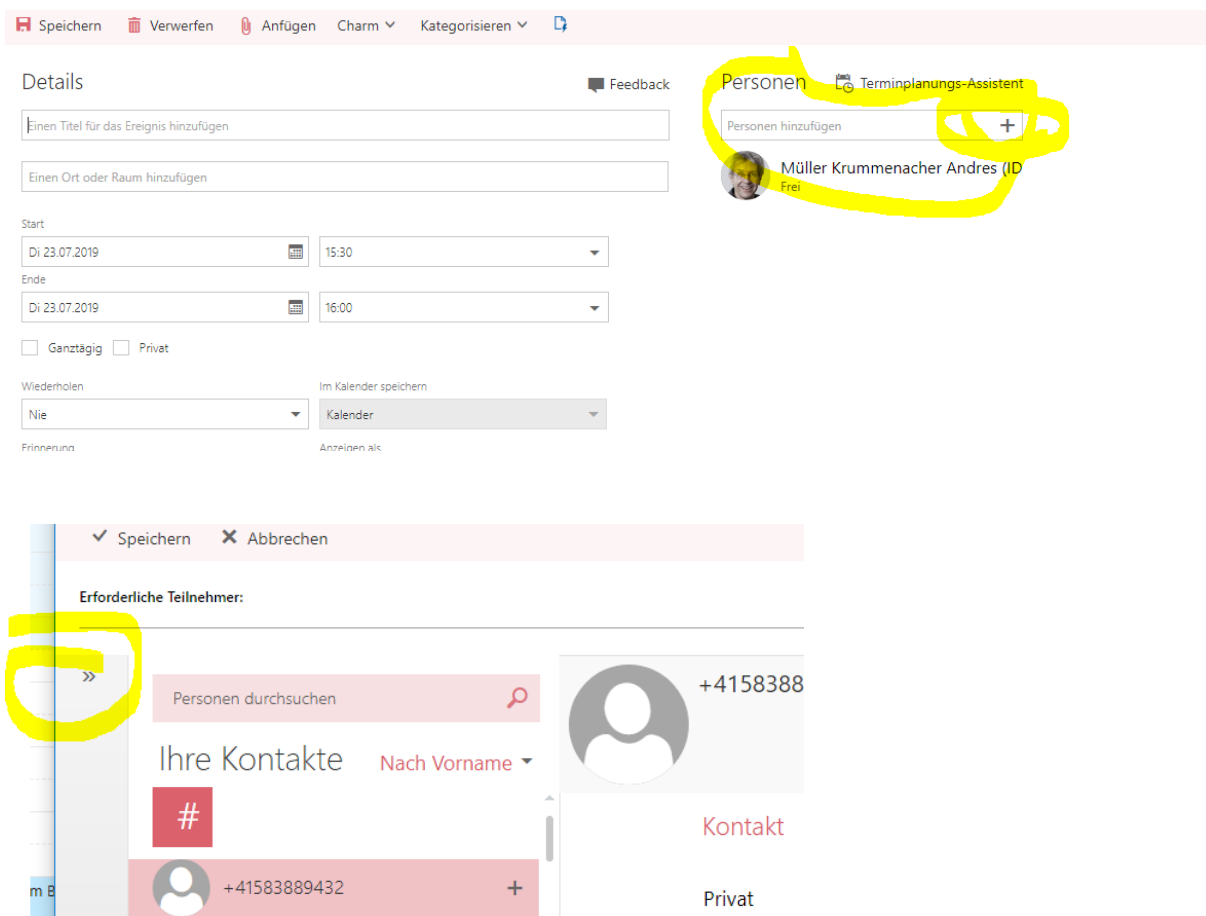 Speichern Verwerfen Anfügen Charm Kategorisieren
Details
Feedback
Personen
Terminplanungs-Assistent
Einen Titel für das Ereignis hinzufügen
Personen hinzufügen
Einen Ort oder Raum hinzufügen
Müller Krummenacher Andres (ID
Frei
Start
Di 23.07.2019 15:30
Ende
Di 23.07.2019 16:00
Ganztägig Privat
Wiederholen Im Kalender speichern
Nie Kalender
Erinnerung Anzeigen als
Speichern Abbrechen
Erforderliche Teilnehmer:
»
Personen durchsuchen
+4158388
Ihre Kontakte Nach Vorname
#
Kontakt
m B
+41583889432 +
Privat